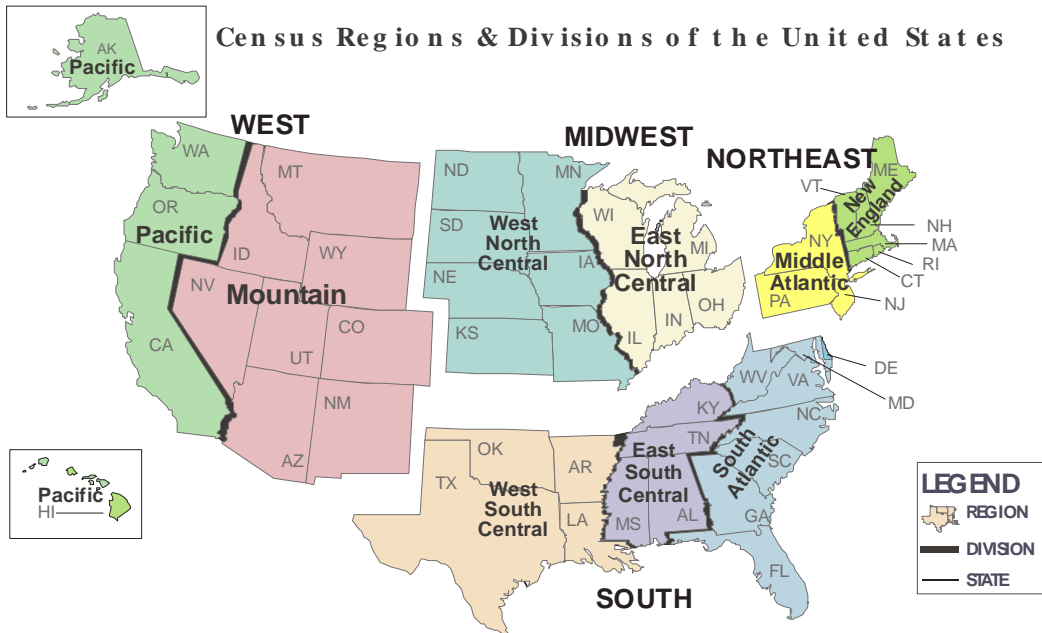 Census Regions & Divisions of the United States
AK
Pacific
WEST
MIDWEST
NORTHEAST
WA
MT
ND
MN
VT
ME
OR
ID
WY
SD
WI
MI
NY
New
England
NH
MA
RI
CT
NJ
Pacific
West
North
Central
East
North
Central
Middle
Atlantic
PA
NV
Mountain
NE
IA
OH
CA
UT
CO
KS
MO
IL
IN
DE
MD
AZ
NM
WV
VA
KY
NC
TN
SC
OK
AR
TX
West
South
Central
LA
East
South
Central
MS
AL
South
Atlantic
GA
FL
SOUTH
Pacific
HI
LEGEND
REGION
DIVISION
STATE